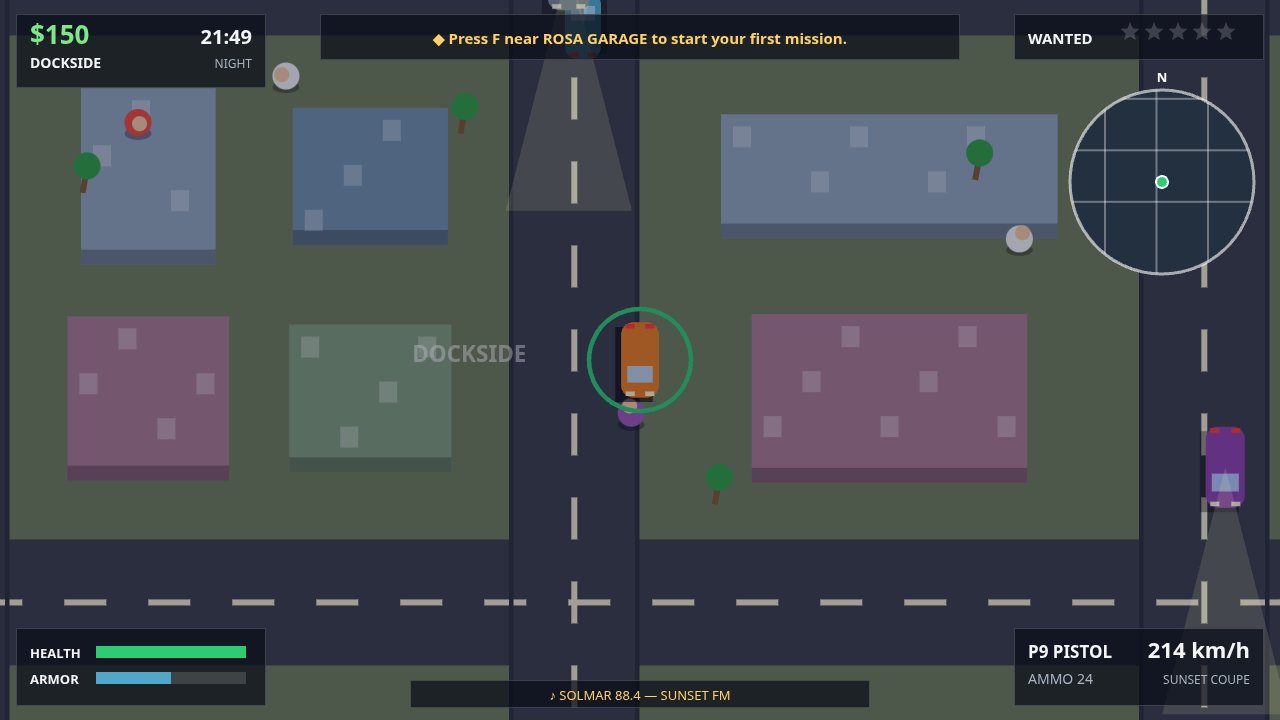 $150
21:49
DOCKSIDE
NIGHT
◆ Press F near ROSA GARAGE to start your first mission.
WANTED
N
DOCKSIDE
HEALTH
ARMOR
♪ SOLMAR 88.4 — SUNSET FM
P9 PISTOL
214 km/h
AMMO 24
SUNSET COUPE